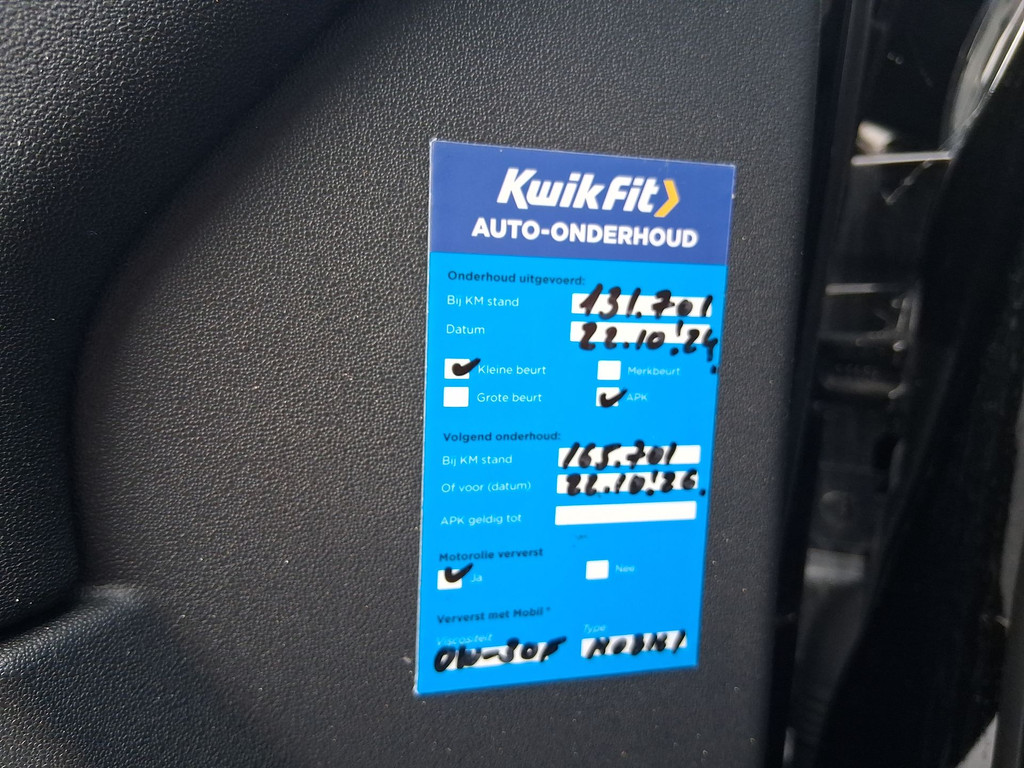 KwikFit
AUTO-ONDERHOUD
Onderhoud uitgevoerd:
Bij KM stand 131.701
Datum 22.10.'24
Kleine beurt Merkbeurt
Grote beurt APK
Volgend onderhoud:
Bij KM stand 165.701
Of voor (datum) 22.10.'26.
APK geldig tot
Motorolie ververst
Ja Nee
Ververst met Mobil
Viscositeit Type
0W-30F